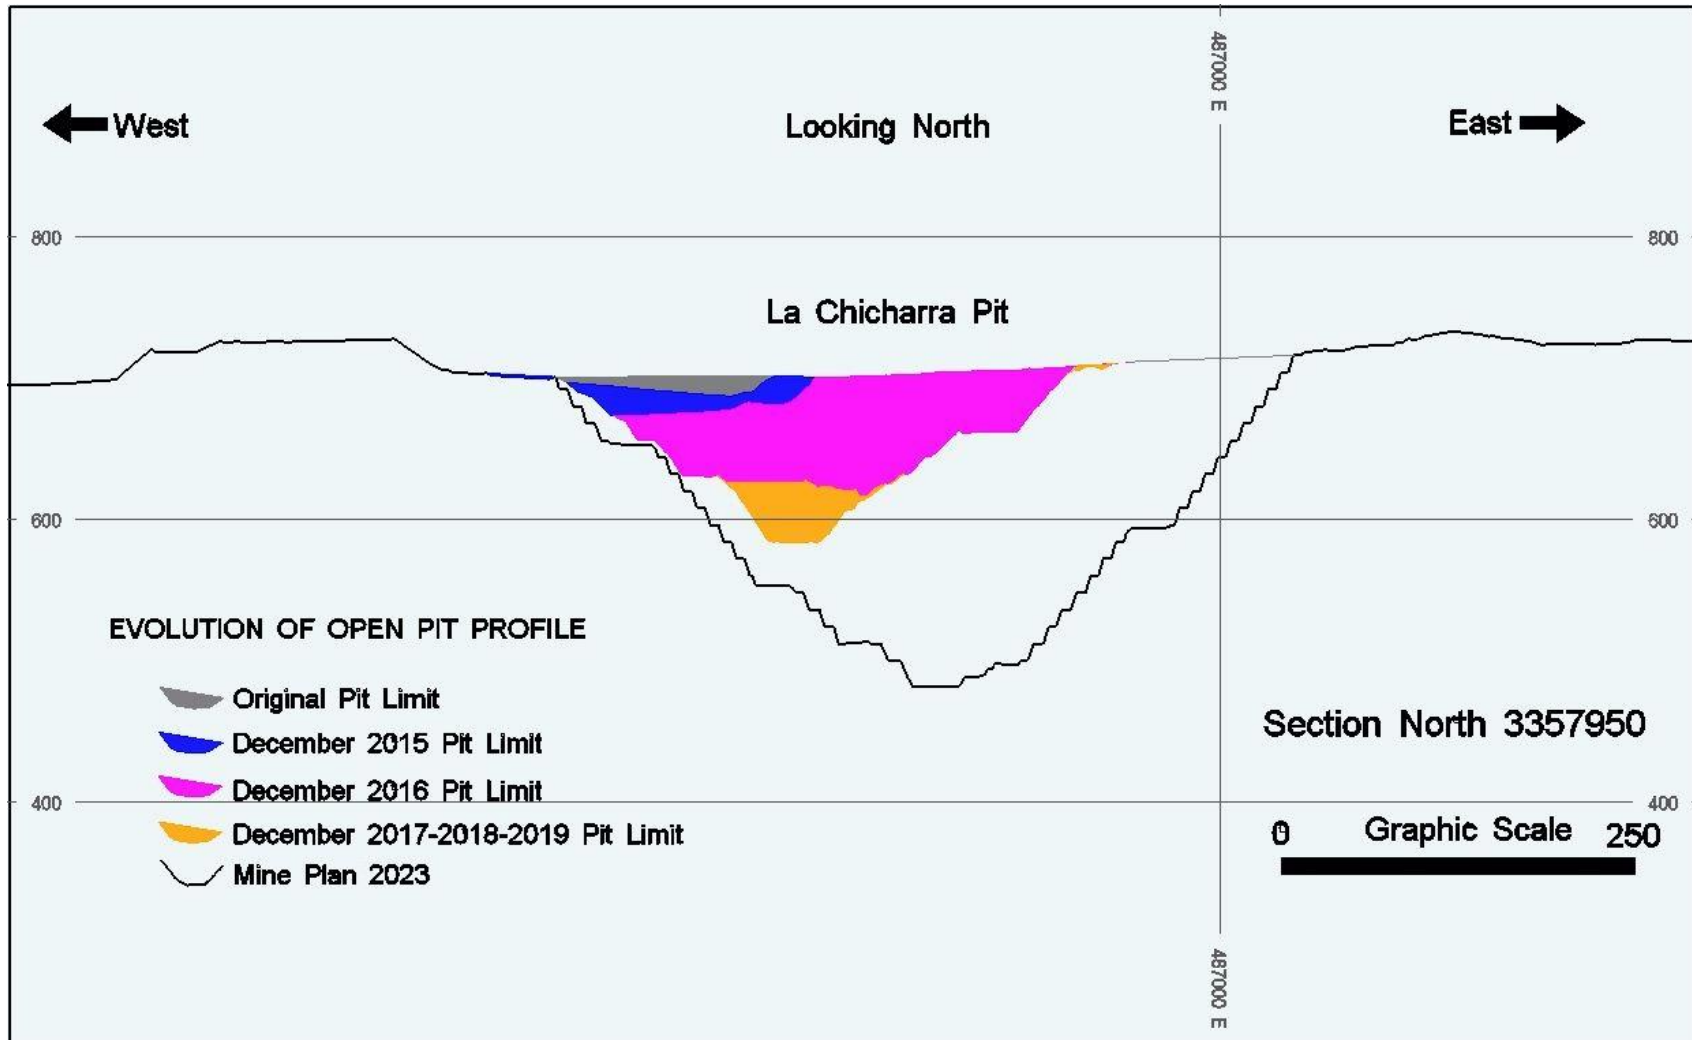 487000 E
West
Looking North
East
800
800
La Chicharra Pit
600
600
EVOLUTION OF OPEN PIT PROFILE
Original Pit Limit
December 2015 Pit Limit
December 2016 Pit Limit
December 2017-2018-2019 Pit Limit
Mine Plan 2023
Section North 3357950
400
400
0 Graphic Scale 250
487000 E